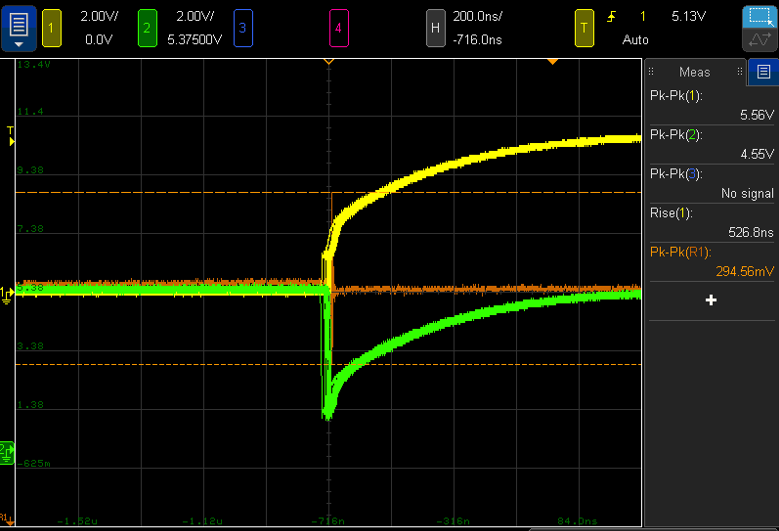 1 2.00V/ 0.0V
2 2.00V/ 5.37500V
3
4
H 200.0ns/ -716.0ns
T 1 5.13V Auto
Meas
Pk-Pk(1):
5.56V
Pk-Pk(2):
4.55V
Pk-Pk(3):
No signal
Rise(1):
526.8ns
Pk-Pk(R1):
294.56mV
+
13.4V
11.4
9.38
7.38
5.38
3.38
1.38
-625m
T
1
2
R1
-1.52u
-1.12u
-716n
-316n
84.0ns